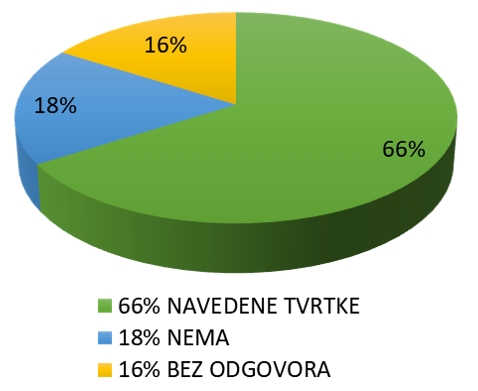 16%
18%
66%
66% NAVEDENE TVRTKE
18% NEMA
16% BEZ ODGOVORA